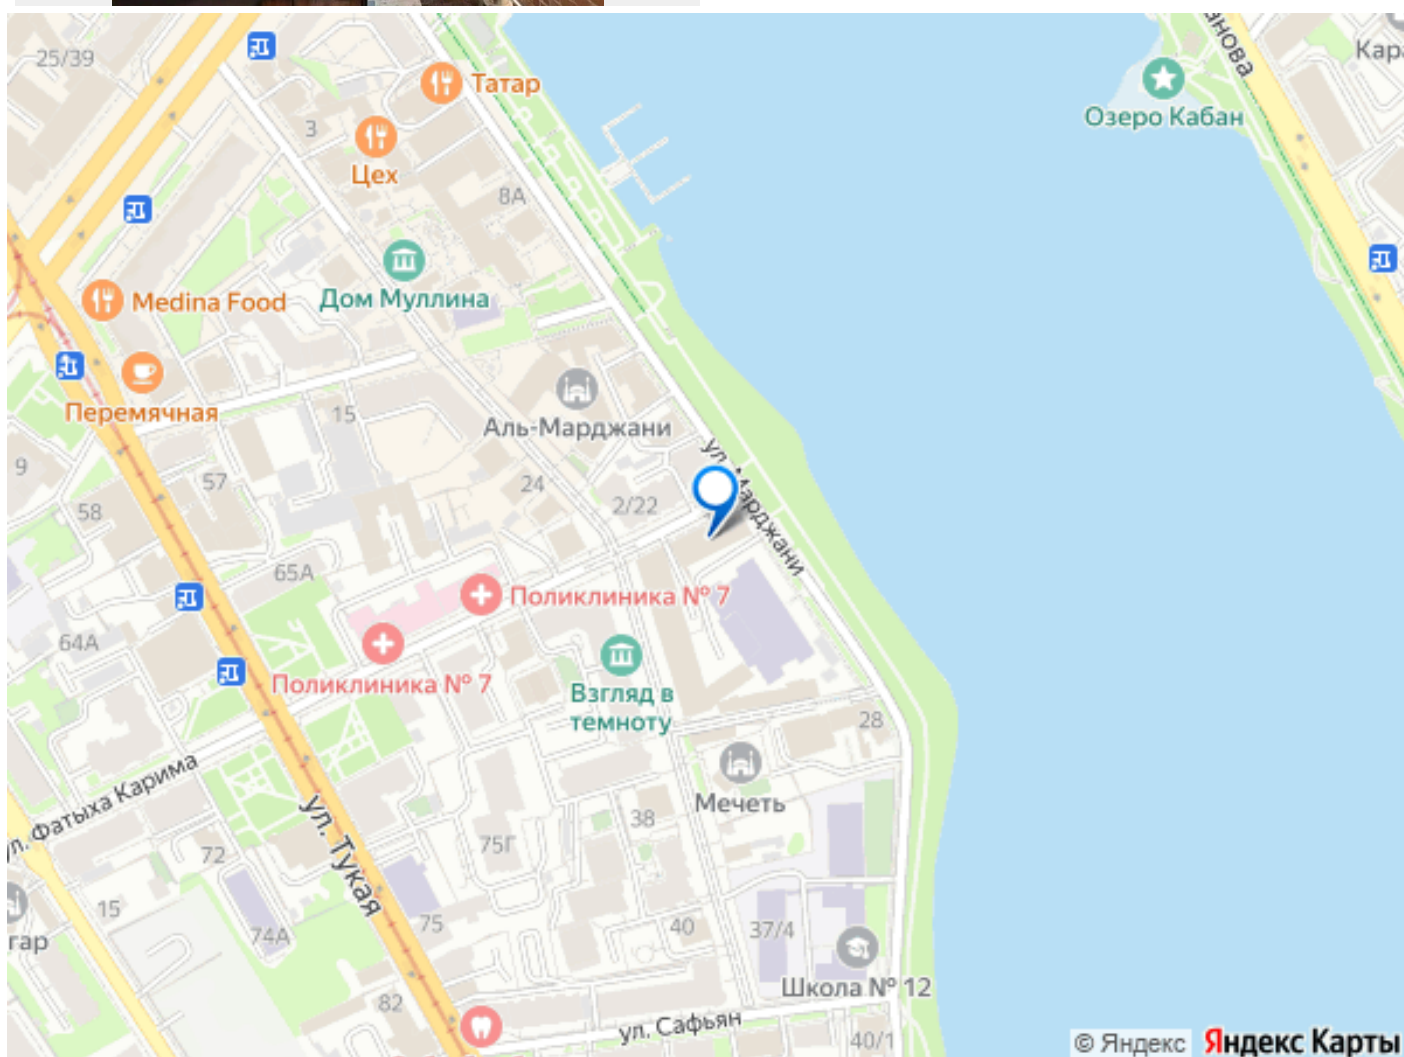 25/39
Татар
3
Цех
8А
Озеро Кабан
Дом Муллина
Medina Food
Перемячная
15
Аль-Марджани
9
57
58
24
2/22
ул. Марджани
65А
Поликлиника № 7
64А
Поликлиника № 7
Взгляд в
темноту
28
ул. Фатыха Карима
Мечеть
38
75Г
72
ул. Тукая
15
74А
75
40
37/4
Школа № 12
82
ул. Сафьян
40/1
© Яндекс Яндекс Карты